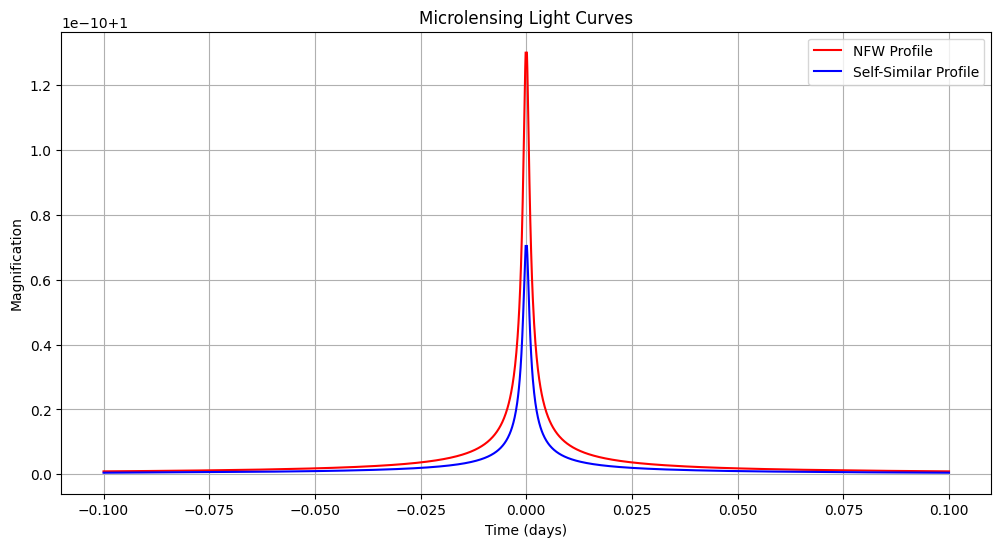 Microlensing Light Curves
1e−10+1
NFW Profile
Self-Similar Profile
1.2
1.0
0.8
0.6
0.4
0.2
0.0
Magnification
−0.100 −0.075 −0.050 −0.025 0.000 0.025 0.050 0.075 0.100
Time (days)